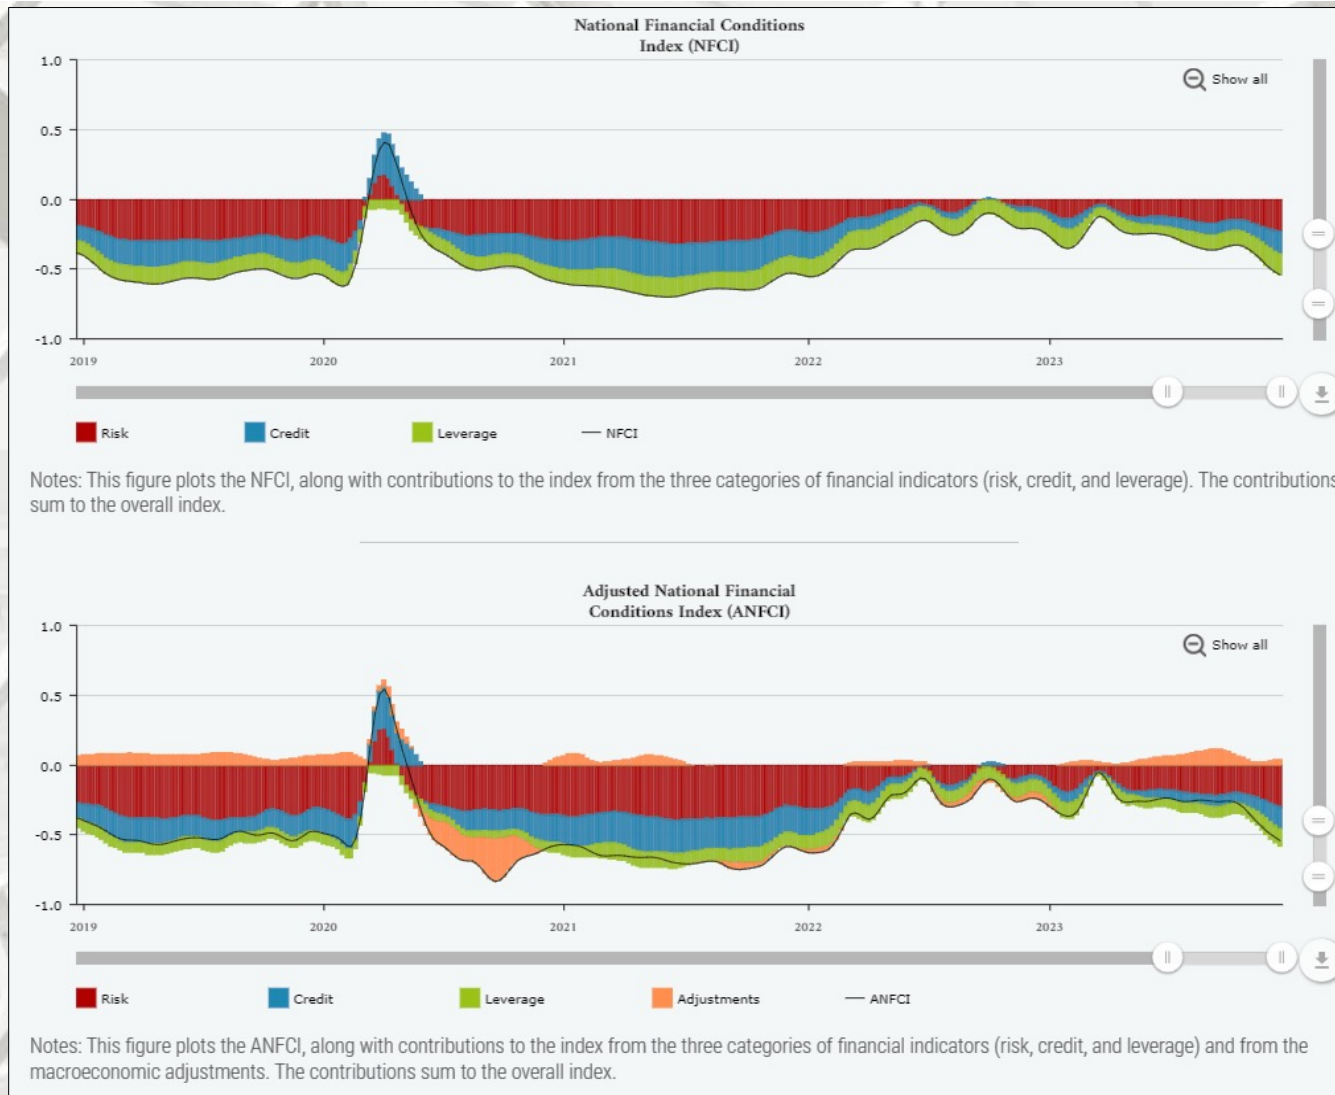 National Financial Conditions
Index (NFCI)
Show all
1.0
0.5
0.0
-0.5
-1.0
2019 2020 2021 2022 2023
Risk Credit Leverage NFCI
Notes: This figure plots the NFCI, along with contributions to the index from the three categories of financial indicators (risk, credit, and leverage). The contributions
sum to the overall index.
Adjusted National Financial
Conditions Index (ANFCI)
Show all
1.0
0.5
0.0
-0.5
-1.0
2019 2020 2021 2022 2023
Risk Credit Leverage Adjustments ANFCI
Notes: This figure plots the ANFCI, along with contributions to the index from the three categories of financial indicators (risk, credit, and leverage) and from the
macroeconomic adjustments. The contributions sum to the overall index.